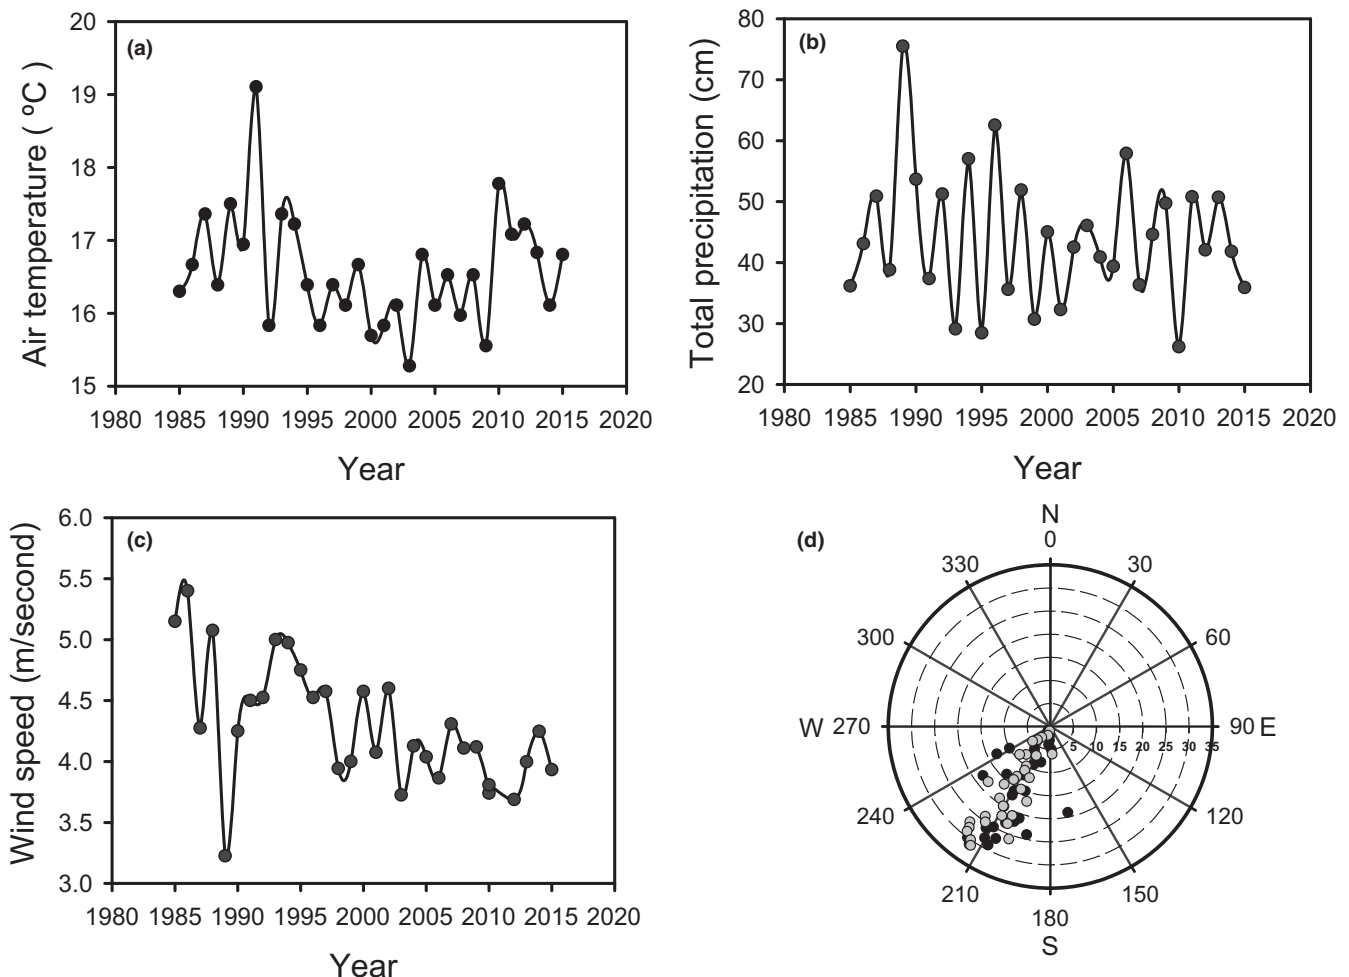 (a)
Air temperature ( ºC)
20
19
18
17
16
15
1980 1985 1990 1995 2000 2005 2010 2015 2020
Year
(b)
Total precipitation (cm)
80
70
60
50
40
30
20
1980 1985 1990 1995 2000 2005 2010 2015 2020
Year
(c)
Wind speed (m/second)
6.0
5.5
5.0
4.5
4.0
3.5
3.0
1980 1985 1990 1995 2000 2005 2010 2015 2020
Year
(d)
N
0
330 30
300 60
W 270 90 E
5 10 15 20 25 30 35
240 120
210 150
180
S